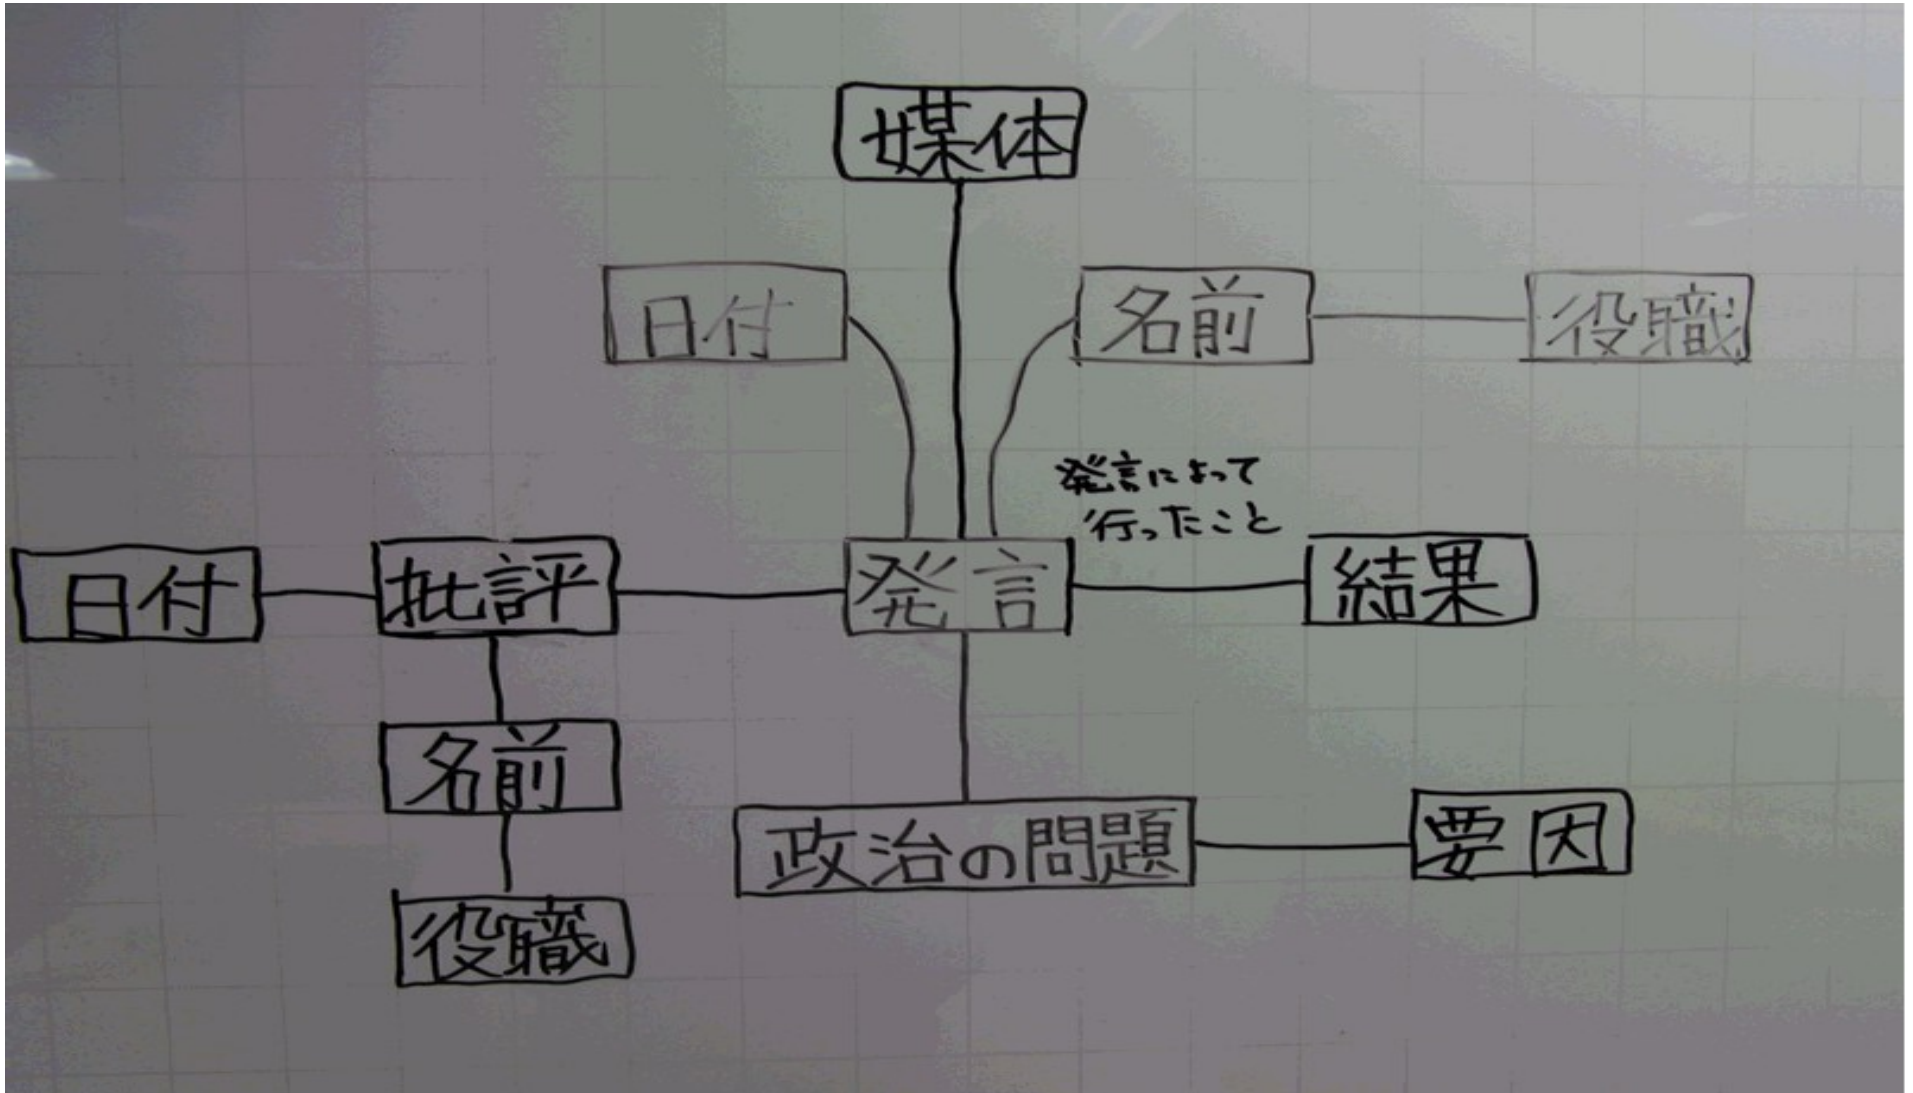 媒体
日付
名前
役職
発言によって
行ったこと
日付
批評
発言
結果
名前
政治の問題
要因
役職